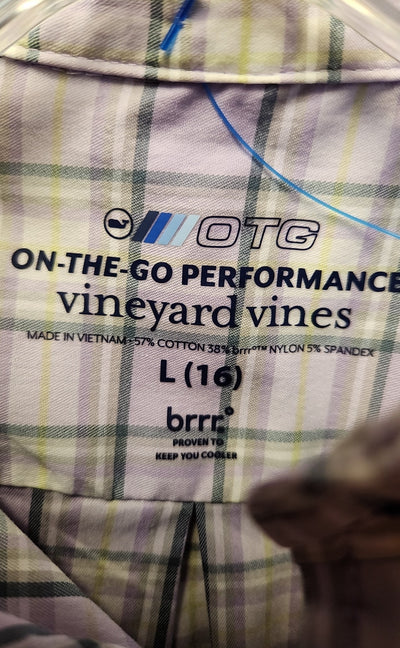 OTG
ON-THE-GO PERFORMANCE
vineyard vines
MADE IN VIETNAM • 57% COTTON 38% brrr°™ NYLON 5% SPANDEX
L (16)
brrr°
PROVEN TO
KEEP YOU COOLER